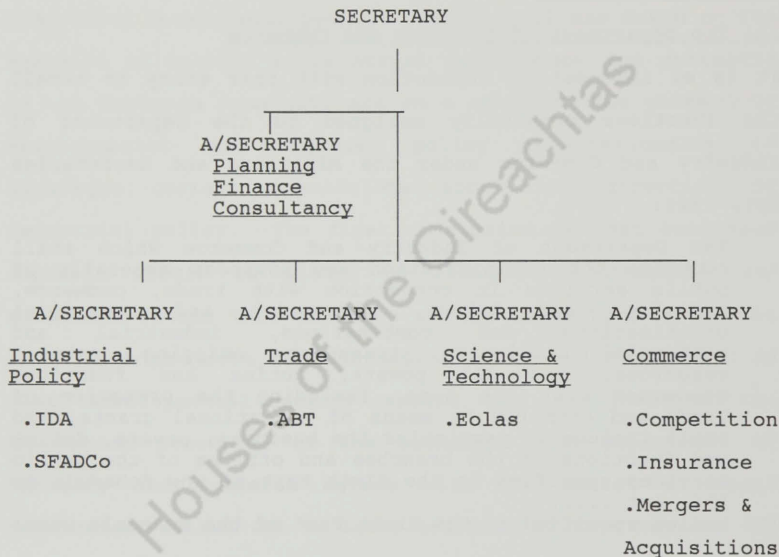 SECRETARY
A/SECRETARY
Planning
Finance
Consultancy
A/SECRETARY A/SECRETARY A/SECRETARY A/SECRETARY
Industrial Trade Science & Commerce
Policy Technology
.IDA .ABT .Eolas .Competition
.SFADCo .Insurance
.Mergers &
Acquisitions
Houses of the Oireachtas